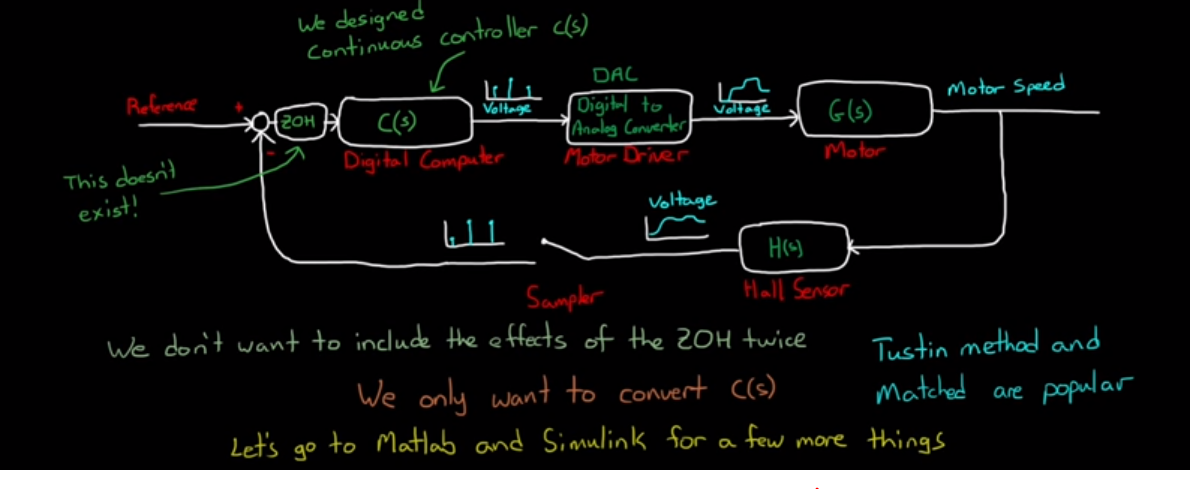 We designed
Continuous controller C(s)
DAC
Reference
+
ZOH
C(s)
Voltage
Digital to
Analog Converter
Voltage
G(s)
Motor Speed
-
Digital Computer
Motor Driver
Motor
This doesn't
exist!
Voltage
H(s)
Sampler
Hall Sensor
We don't want to include the effects of the ZOH twice
Tustin method and
Matched are popular
We only want to convert C(s)
Let's go to Matlab and Simulink for a few more things